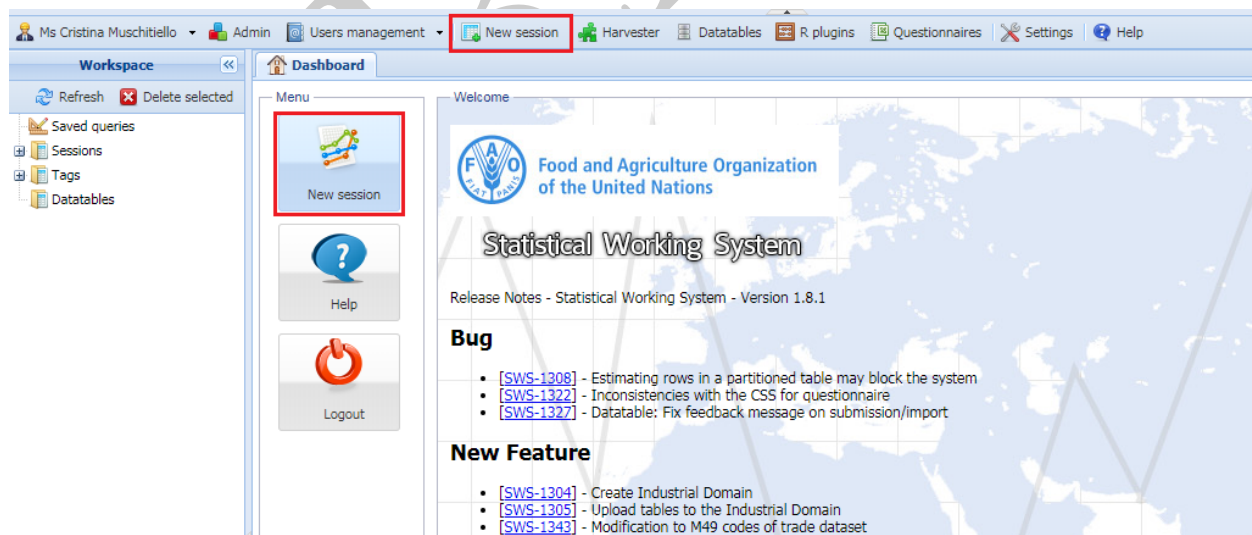 Ms Cristina Muschitiello Admin Users management New session Harvester Datatables R plugins Questionnaires Settings Help
Workspace
Refresh Delete selected
Saved queries
Sessions
Tags
Datatables
Dashboard
Menu
New session
Help
Logout
Welcome
FAO
FIAT PANIS
Food and Agriculture Organization
of the United Nations
Statistical Working System
Release Notes - Statistical Working System - Version 1.8.1
Bug
• [SWS-1308] - Estimating rows in a partitioned table may block the system
• [SWS-1322] - Inconsistencies with the CSS for questionnaire
• [SWS-1327] - Datatable: Fix feedback message on submission/import
New Feature
• [SWS-1304] - Create Industrial Domain
• [SWS-1305] - Upload tables to the Industrial Domain
• [SWS-1343] - Modification to M49 codes of trade dataset